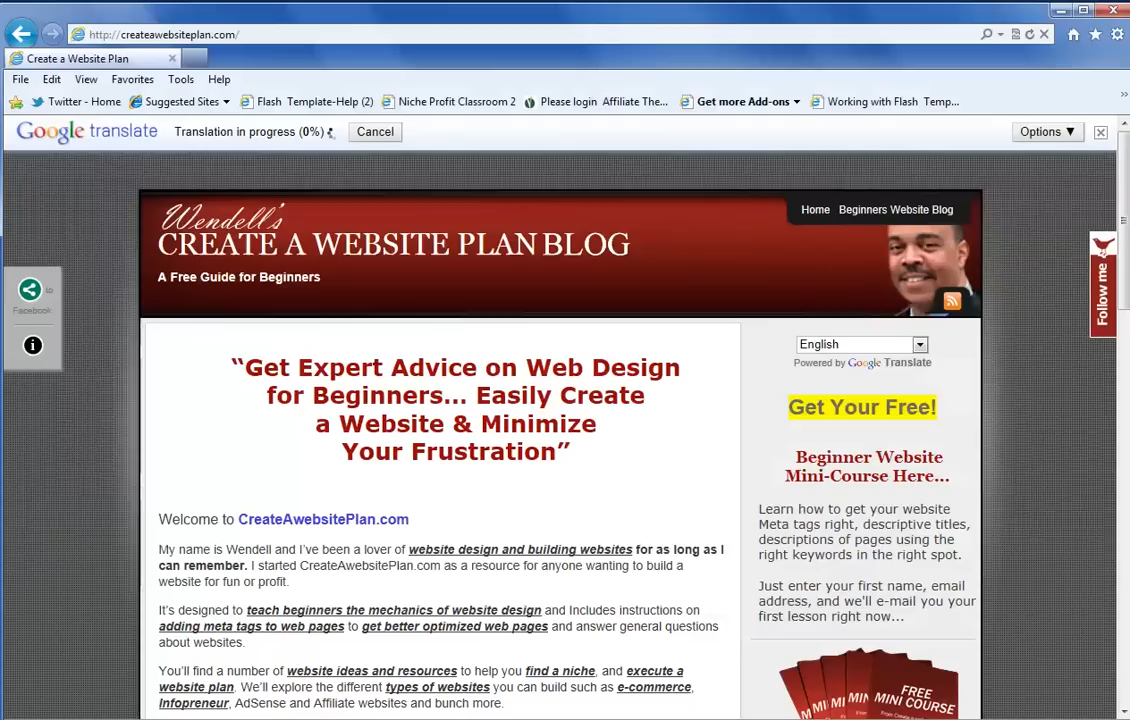 http://createawebsiteplan.com/
Create a Website Plan
File Edit View Favorites Tools Help
Twitter - Home Suggested Sites Flash Template-Help (2) Niche Profit Classroom 2 Please login Affiliate The... Get more Add-ons Working with Flash Temp...
Google translate Translation in progress (0%) Cancel Options ▼
Home Beginners Website Blog
Wendell's
CREATE A WEBSITE PLAN BLOG
A Free Guide for Beginners
Follow me
Facebook
“Get Expert Advice on Web Design
for Beginners… Easily Create
a Website & Minimize
Your Frustration”
Welcome to CreateAwebsitePlan.com
My name is Wendell and I’ve been a lover of website design and building websites for as long as I
can remember. I started CreateAwebsitePlan.com as a resource for anyone wanting to build a
website for fun or profit.
It’s designed to teach beginners the mechanics of website design and Includes instructions on
adding meta tags to web pages to get better optimized web pages and answer general questions
about websites.
You’ll find a number of website ideas and resources to help you find a niche, and execute a
website plan. We’ll explore the different types of websites you can build such as e-commerce,
Infopreneur, AdSense and Affiliate websites and bunch more.
English
Powered by Google Translate
Get Your Free!
Beginner Website
Mini-Course Here...
Learn how to get your website
Meta tags right, descriptive titles,
descriptions of pages using the
right keywords in the right spot.
Just enter your first name, email
address, and we'll e-mail you your
first lesson right now...
FREE
MINI COURSE